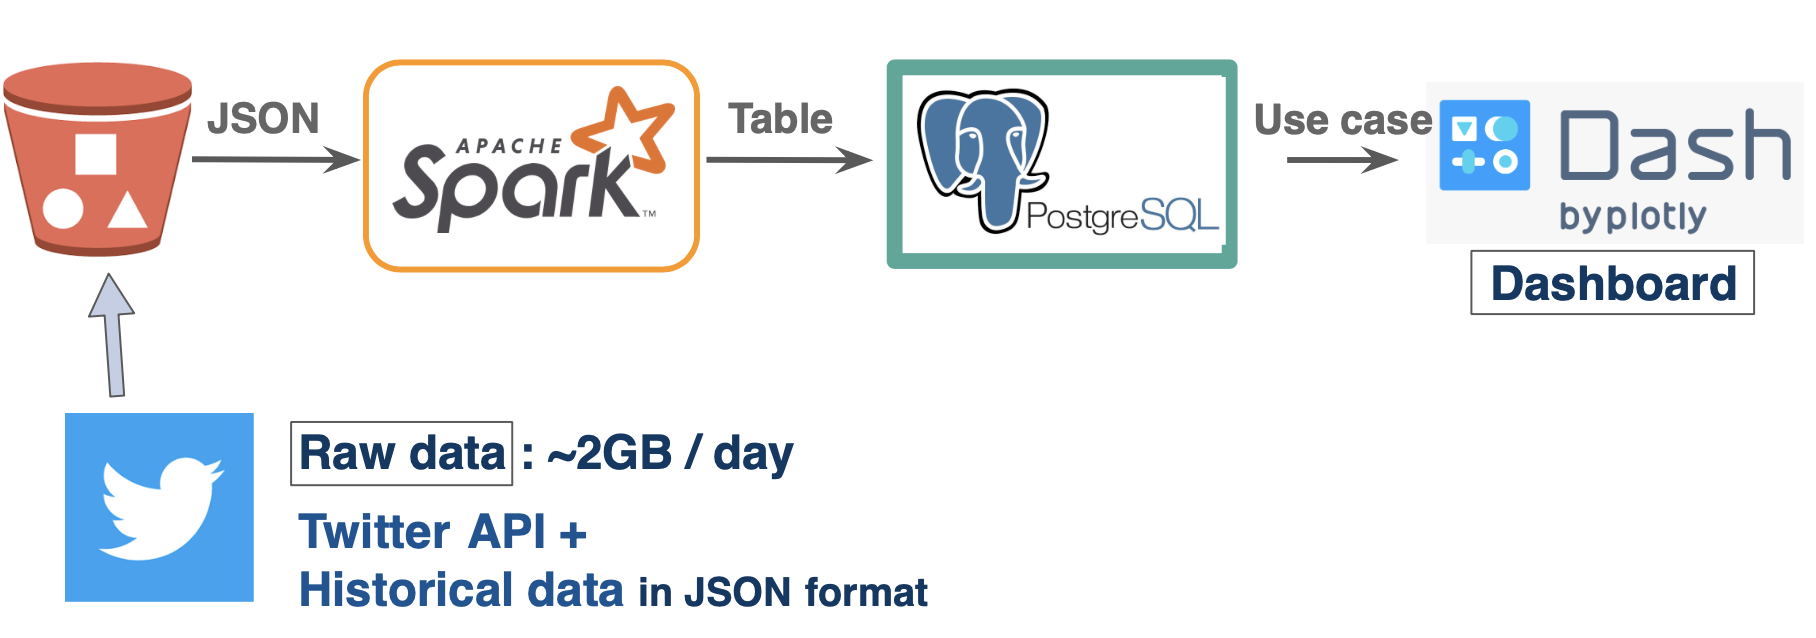 JSON
APACHE
Spark™
Table
PostgreSQL
Use case
Dash
by plotly
Dashboard
Raw data : ~2GB / day
Twitter API +
Historical data in JSON format